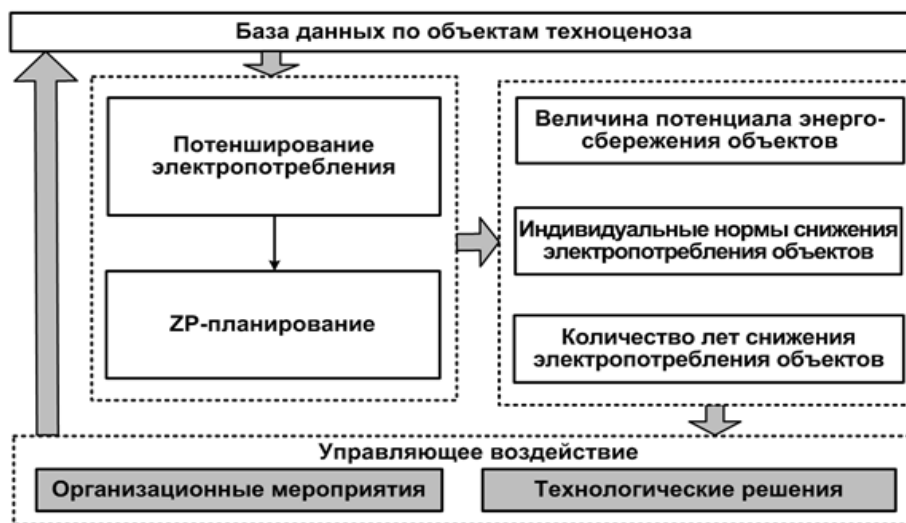 База данных по объектам техноценоза
Потенширование
электропотребления
ZP-планирование
Величина потенциала энерго-
сбережения объектов
Индивидуальные нормы снижения
электропотребления объектов
Количество лет снижения
электропотребления объектов
Управляющее воздействие
Организационные мероприятия
Технологические решения